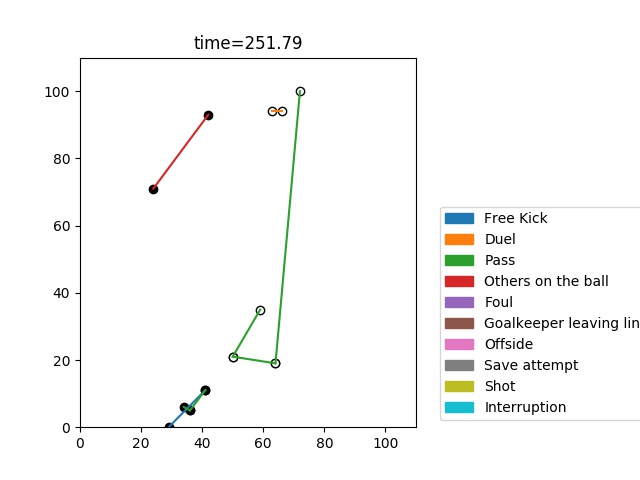 time=251.79
100
80
60
40
20
0
0 20 40 60 80 100
Free Kick
Duel
Pass
Others on the ball
Foul
Goalkeeper leaving lin
Offside
Save attempt
Shot
Interruption